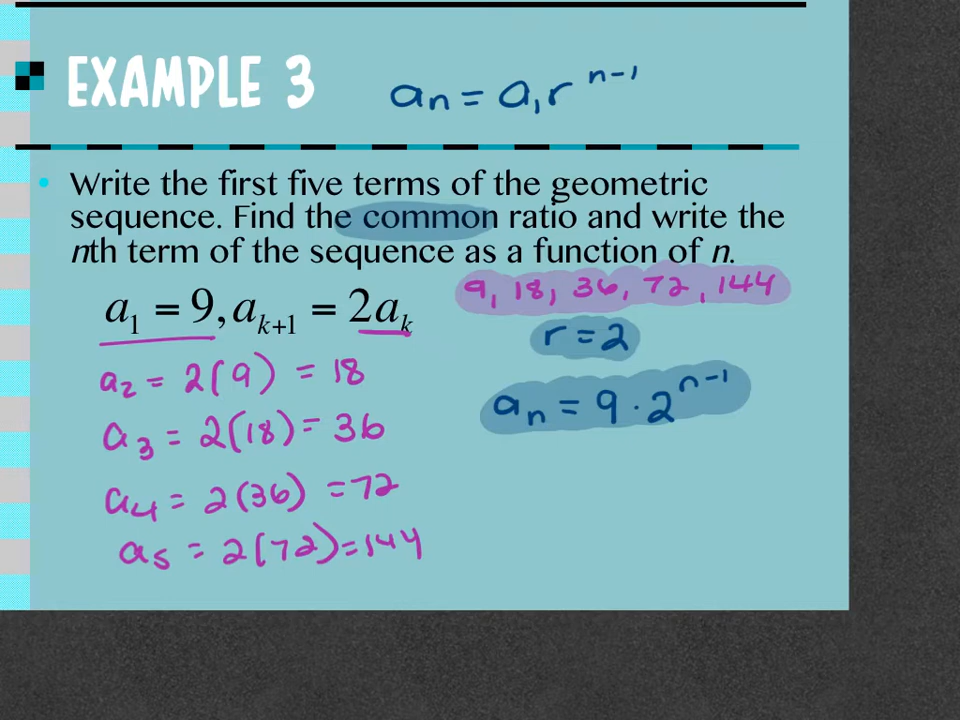 EXAMPLE 3
aₙ = a₁rⁿ⁻¹
• Write the first five terms of the geometric
sequence. Find the common ratio and write the
nth term of the sequence as a function of n.
a₁ = 9, aₖ₊₁ = 2aₖ
9, 18, 36, 72, 144
r = 2
aₙ = 9 · 2ⁿ⁻¹
a₂ = 2(9) = 18
a₃ = 2(18) = 36
a₄ = 2(36) = 72
a₅ = 2(72) = 144